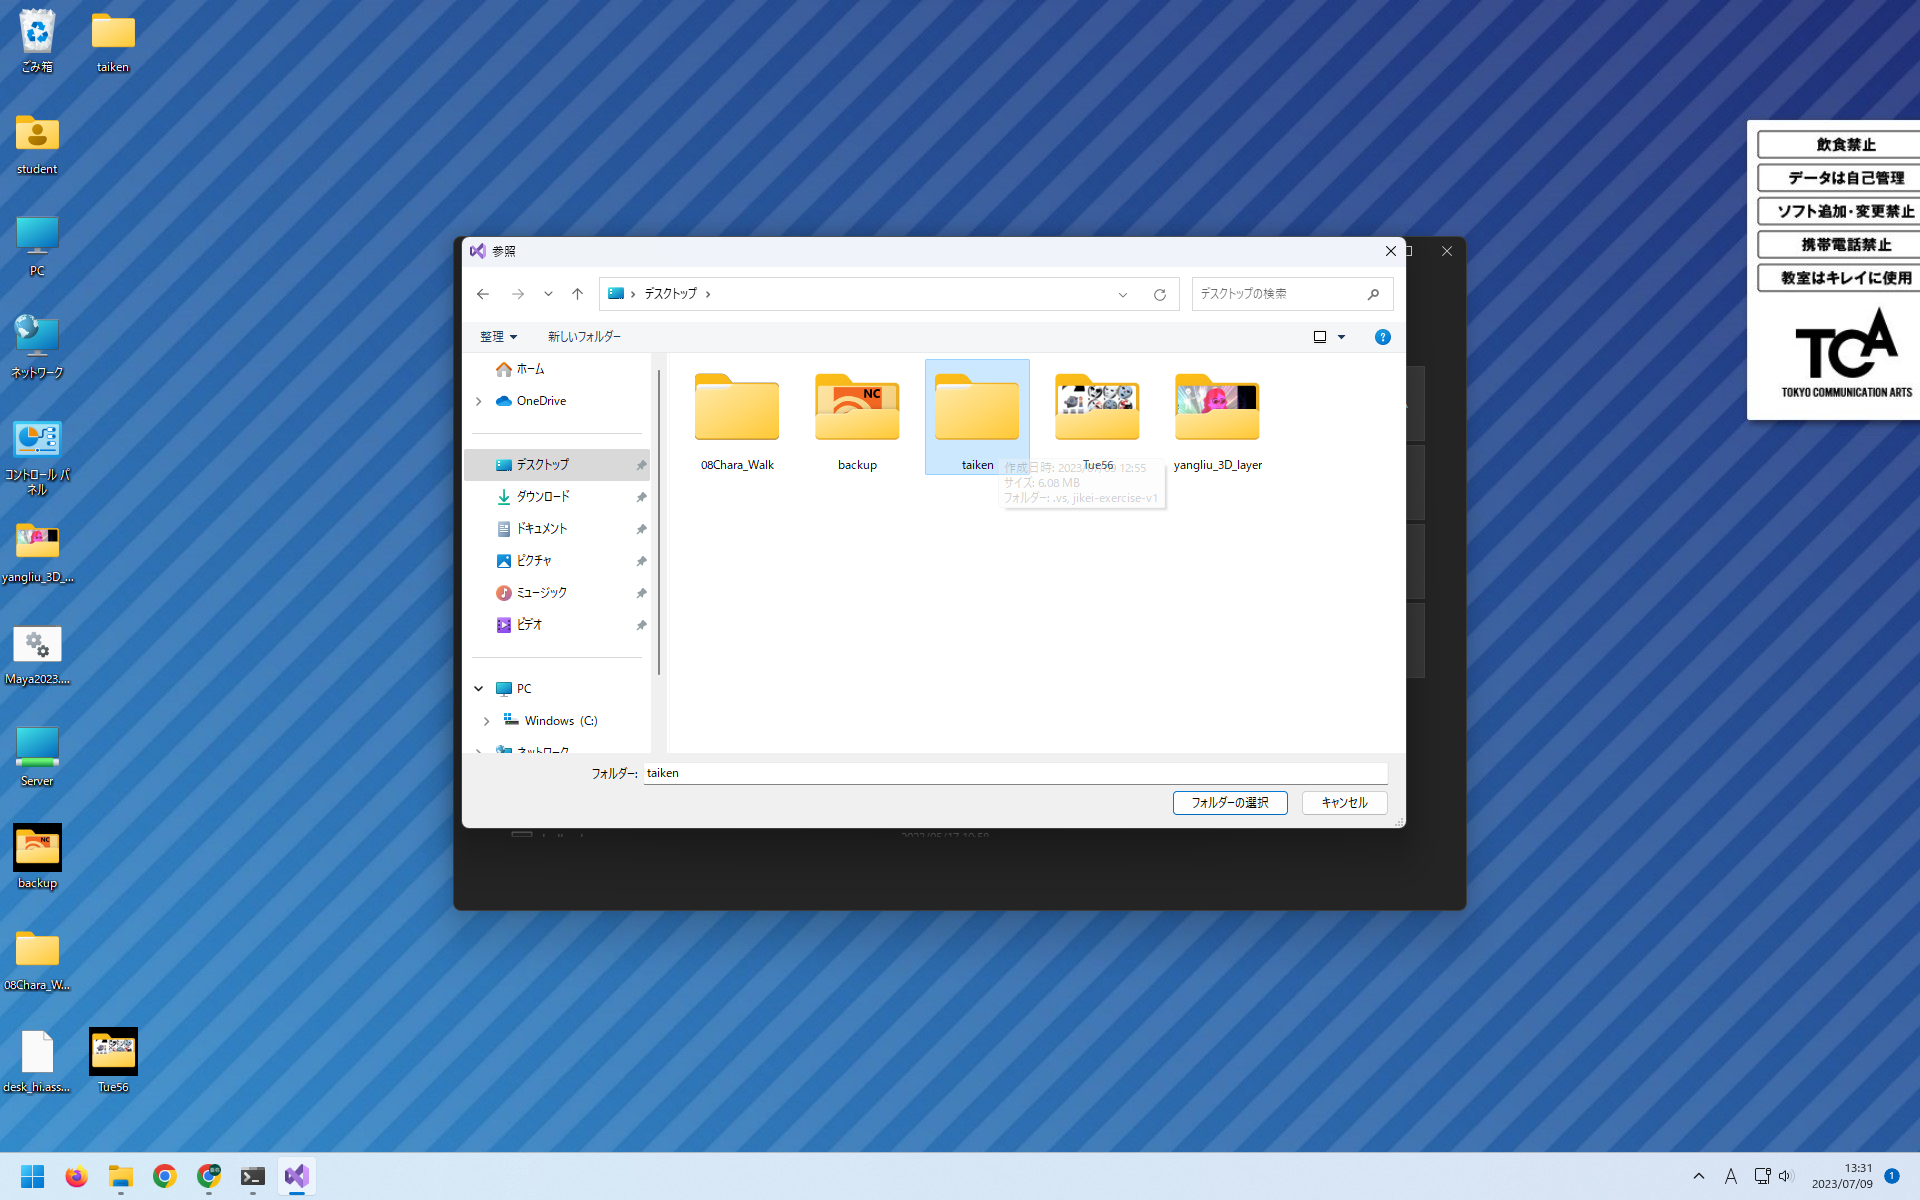 ごみ箱
taiken
student
PC
ネットワーク
コントロール パ
ネル
yangliu_3D_...
Maya2023....
Server
backup
08Chara_W...
desk_hi.ass...
Tue56
参照
デスクトップ
デスクトップの検索
整理
新しいフォルダー
ホーム
OneDrive
デスクトップ
ダウンロード
ドキュメント
ピクチャ
ミュージック
ビデオ
PC
Windows (C:)
ネットワーク
08Chara_Walk
backup
NC
taiken
Tue56
yangliu_3D_layer
サイズ: 6.08 MB
フォルダー: .vs, jikei-exercise-v1
フォルダー:
taiken
フォルダーの選択
キャンセル
飲食禁止
データは自己管理
ソフト追加・変更禁止
携帯電話禁止
教室はキレイに使用
TCA
TOKYO COMMUNICATION ARTS
A
13:31
2023/07/09
1